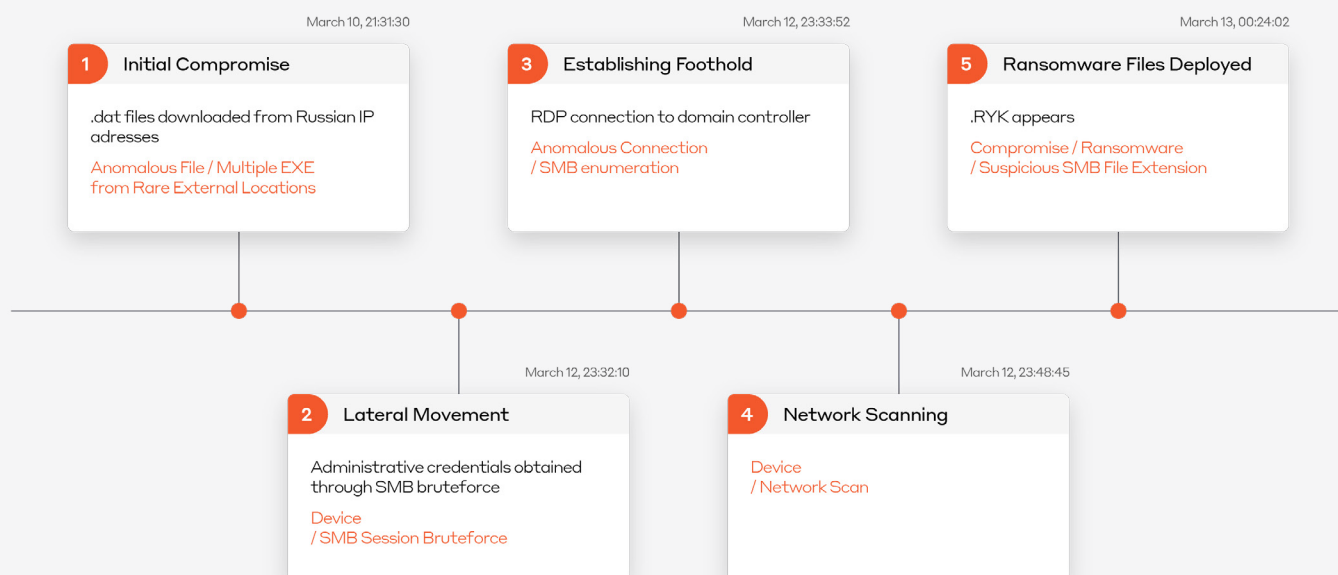 March 10, 21:31:30
1
Initial Compromise
.dat files downloaded from Russian IP
adresses
Anomalous File / Multiple EXE
from Rare External Locations
March 12, 23:32:10
2
Lateral Movement
Administrative credentials obtained
through SMB bruteforce
Device
/ SMB Session Bruteforce
March 12, 23:33:52
3
Establishing Foothold
RDP connection to domain controller
Anomalous Connection
/ SMB enumeration
March 12, 23:48:45
4
Network Scanning
Device
/ Network Scan
March 13, 00:24:02
5
Ransomware Files Deployed
.RYK appears
Compromise / Ransomware
/ Suspicious SMB File Extension